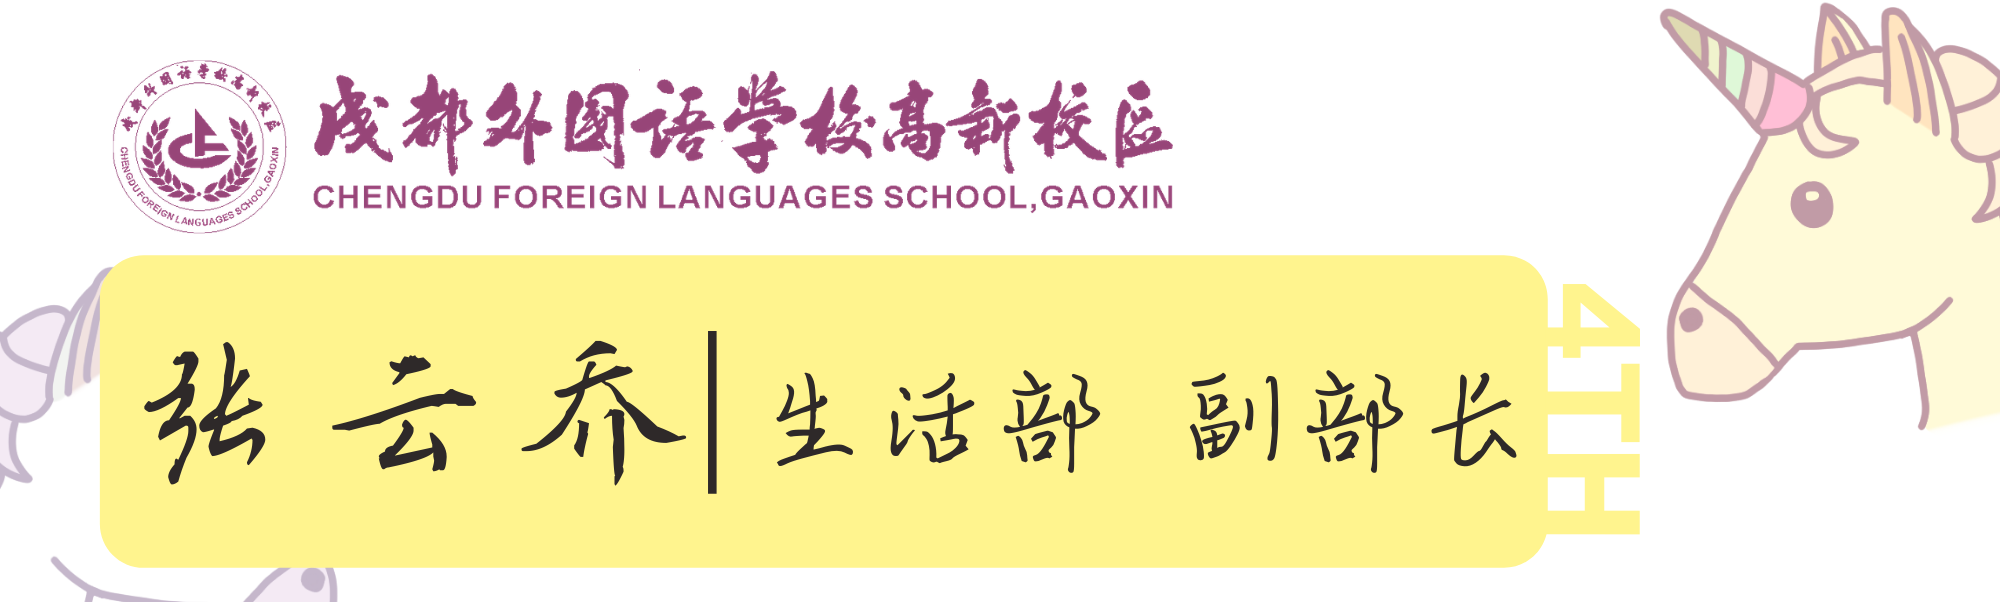 成都外国语学校高新校区
CHENGDU FOREIGN LANGUAGES SCHOOL,GAOXIN
成都外国语学校高新校区
CHENGDU FOREIGN LANGUAGES SCHOOL,GAOXIN
张云乔|生活部 副部长
4TH